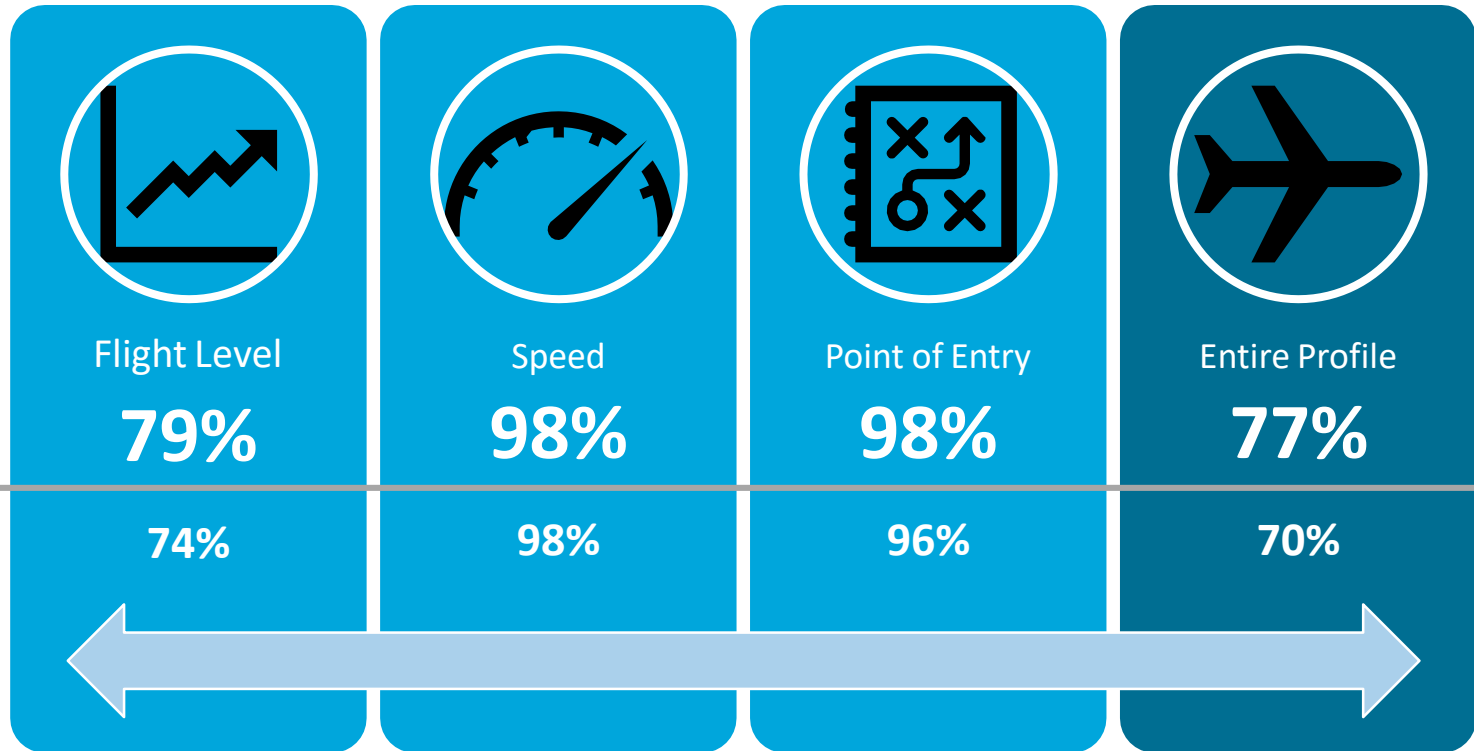 Flight Level
79%
74%
Speed
98%
98%
Point of Entry
98%
96%
Entire Profile
77%
70%